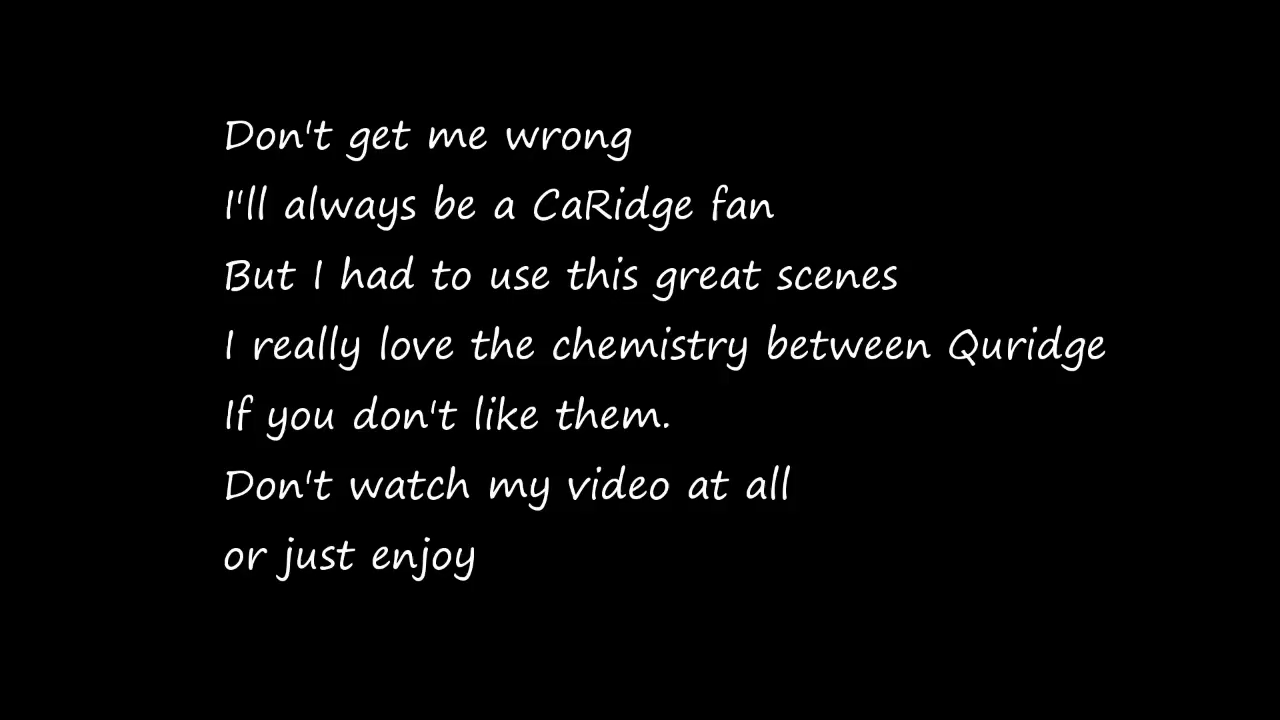 Don't get me wrong
I'll always be a CaRidge fan
But I had to use this great scenes
I really love the chemistry between Quridge
If you don't like them.
Don't watch my video at all
or just enjoy